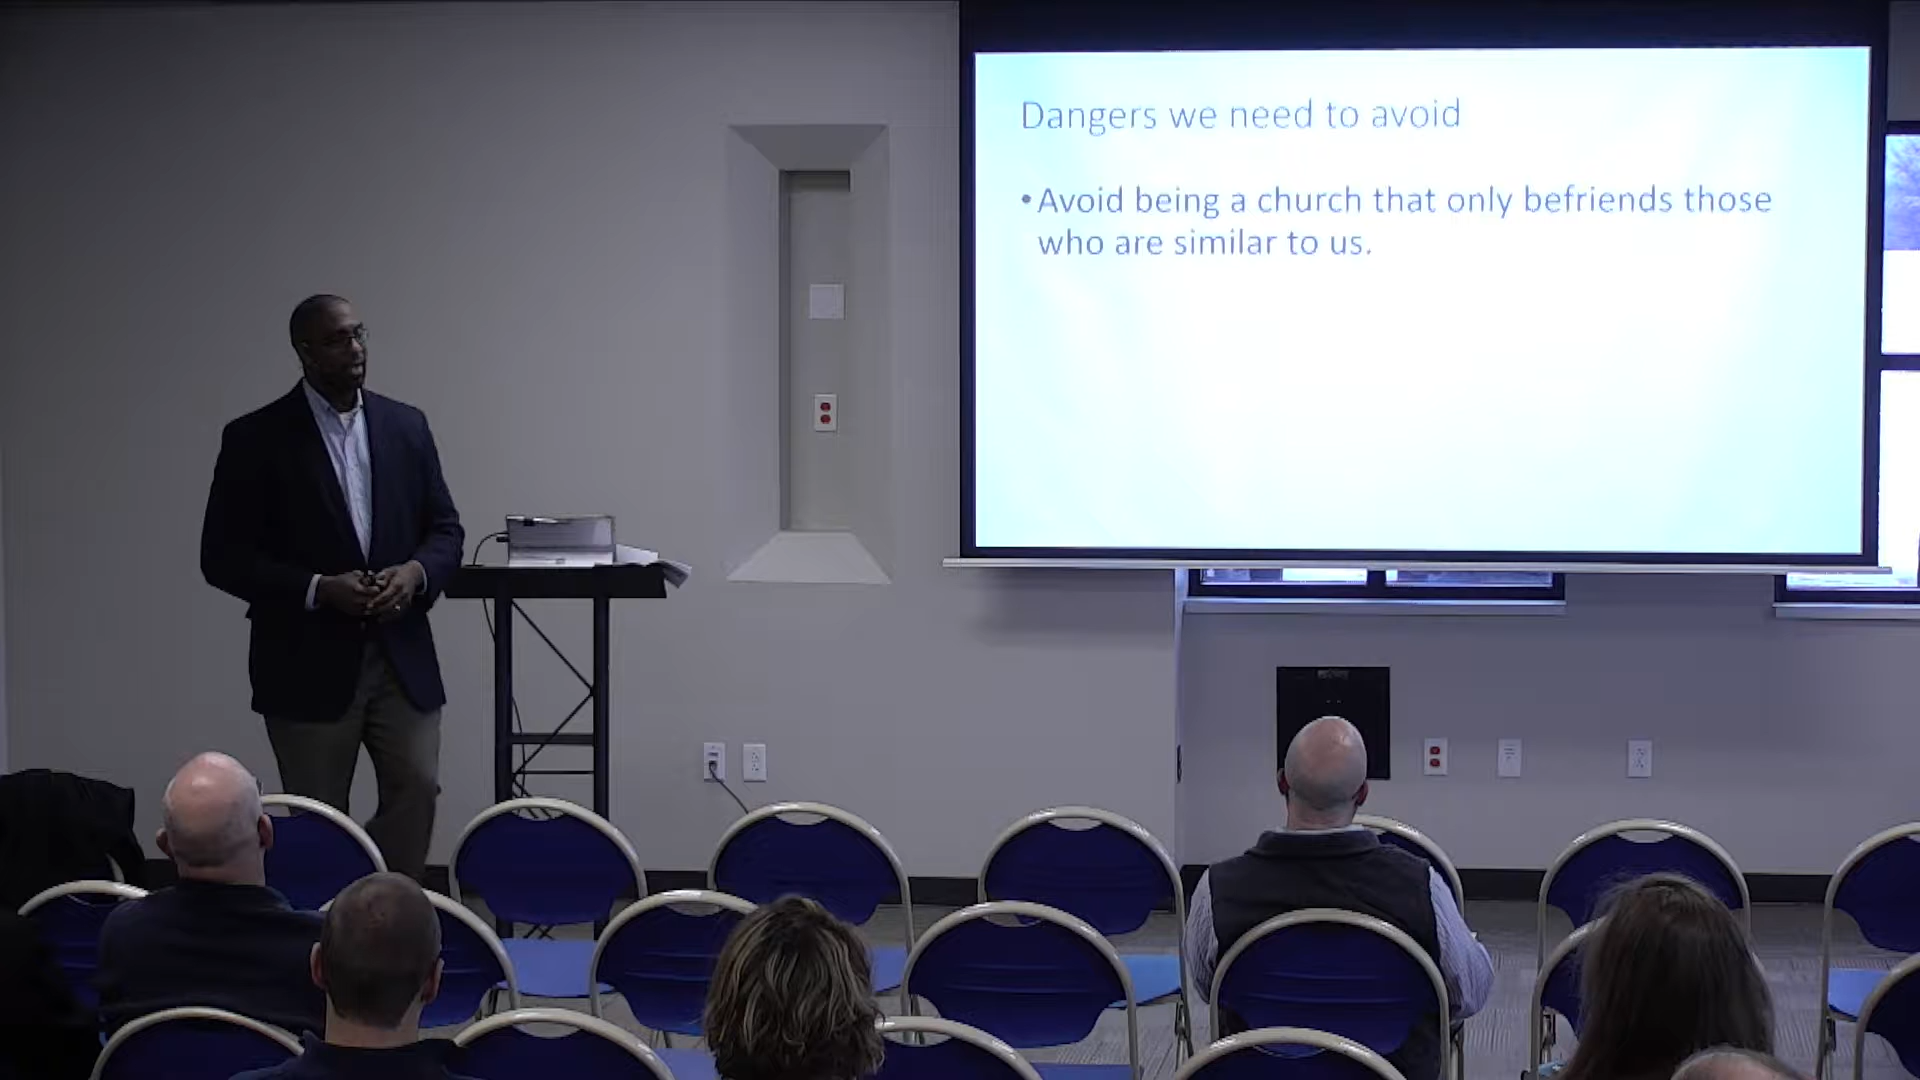 Dangers we need to avoid
•Avoid being a church that only befriends those
who are similar to us.